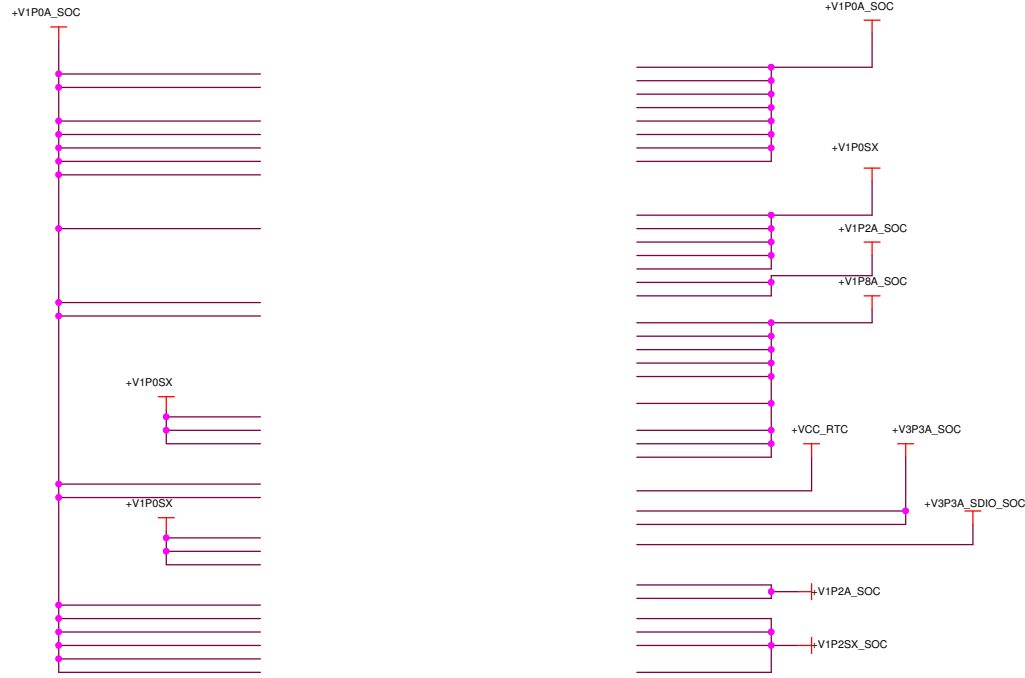 +V1P0A_SOC
+V1P0A_SOC
+V1P0SX
+V1P2A_SOC
+V1P8A_SOC
+V1P0SX
+VCC_RTC
+V3P3A_SOC
+V1P0SX
+V3P3A_SDIO_SOC
+V1P2A_SOC
+V1P2SX_SOC